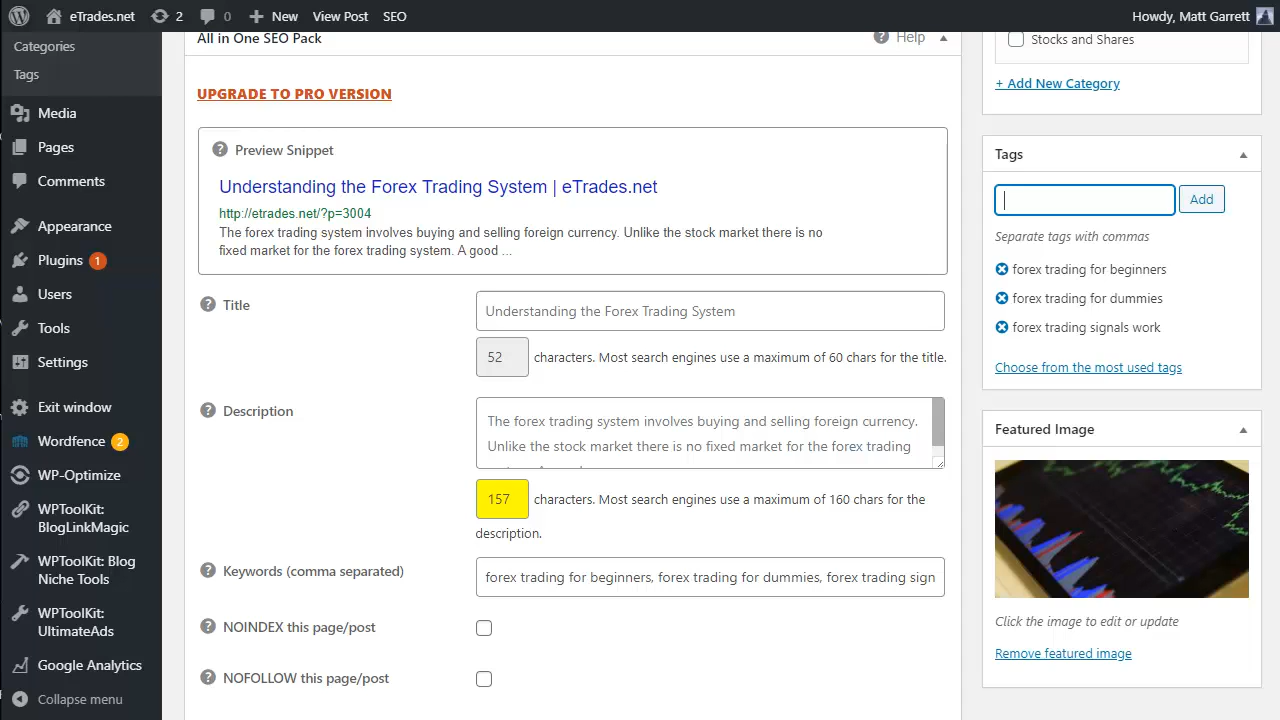 eTrades.net
2
0
New
View Post
SEO
Howdy, Matt Garrett
Categories
Tags
Media
Pages
Comments
Appearance
Plugins 1
Users
Tools
Settings
Exit window
Wordfence 2
WP-Optimize
WPToolKit:
BlogLinkMagic
WPToolKit: Blog
Niche Tools
WPToolKit:
UltimateAds
Google Analytics
Collapse menu
All in One SEO Pack
Help
UPGRADE TO PRO VERSION
Preview Snippet
Understanding the Forex Trading System | eTrades.net
http://etrades.net/?p=3004
The forex trading system involves buying and selling foreign currency. Unlike the stock market there is no
fixed market for the forex trading system. A good ...
Title
Understanding the Forex Trading System
52 characters. Most search engines use a maximum of 60 chars for the title.
Description
The forex trading system involves buying and selling foreign currency.
Unlike the stock market there is no fixed market for the forex trading
157 characters. Most search engines use a maximum of 160 chars for the
description.
Keywords (comma separated)
forex trading for beginners, forex trading for dummies, forex trading sign
NOINDEX this page/post
NOFOLLOW this page/post
Stocks and Shares
+ Add New Category
Tags
Add
Separate tags with commas
forex trading for beginners
forex trading for dummies
forex trading signals work
Choose from the most used tags
Featured Image
Click the image to edit or update
Remove featured image